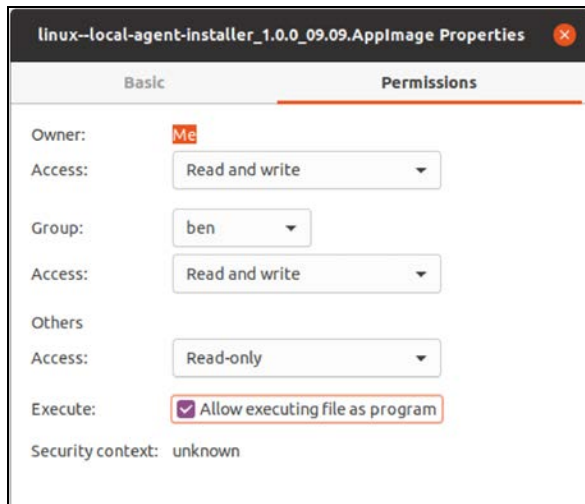 linux--local-agent-installer_1.0.0_09.09.AppImage Properties
Basic Permissions
Owner: Me
Access: Read and write
Group: ben
Access: Read and write
Others
Access: Read-only
Execute: Allow executing file as program
Security context: unknown